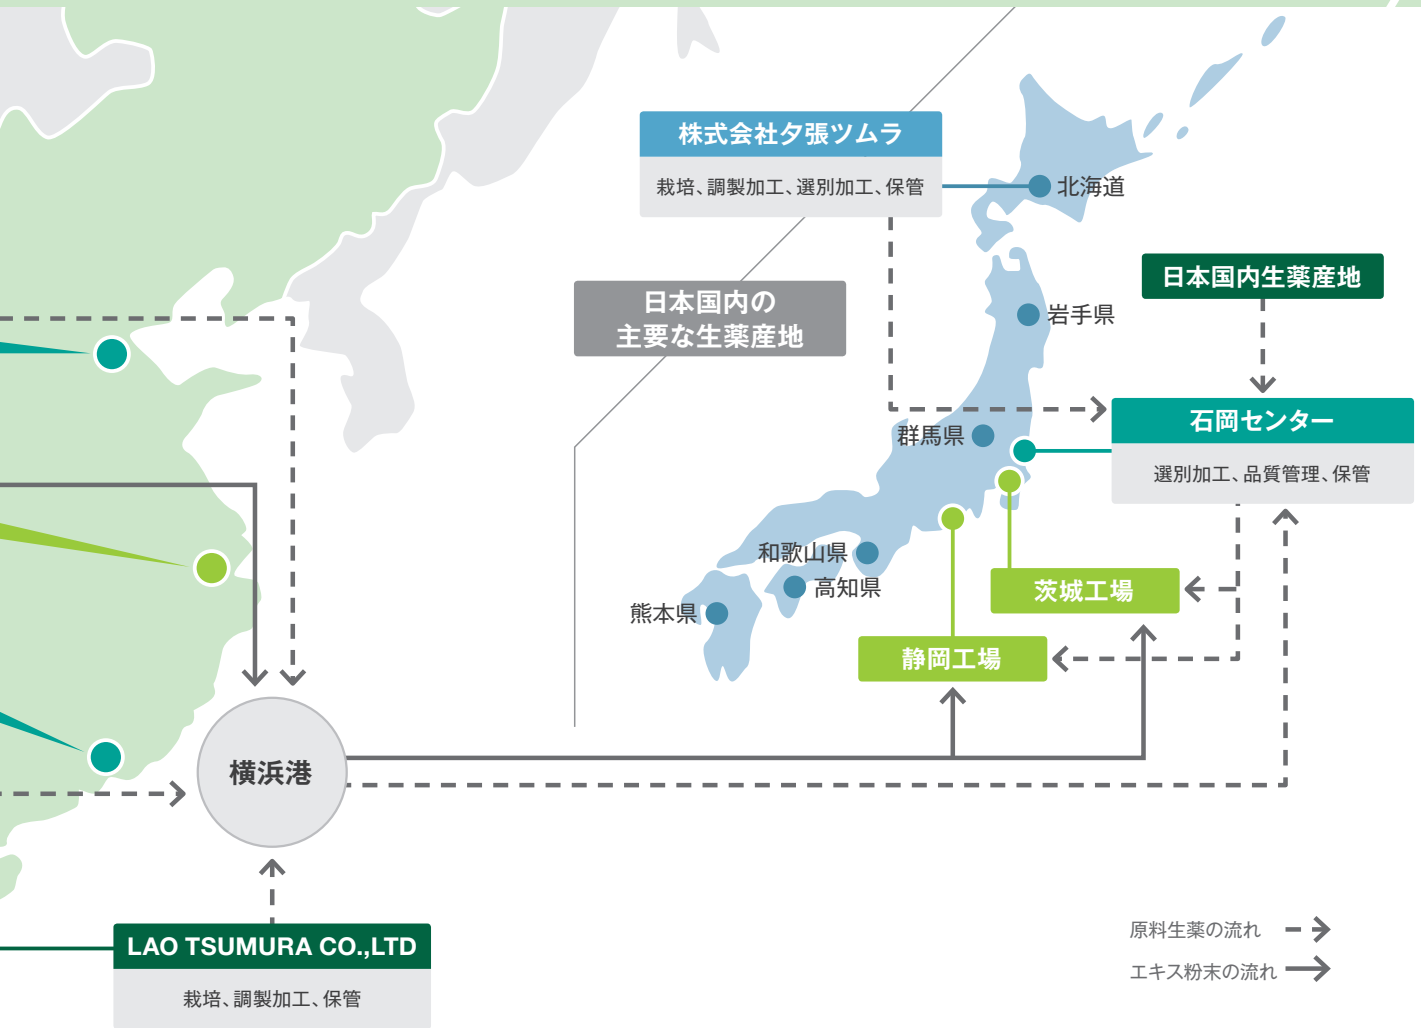 株式会社夕張ツムラ
栽培、調製加工、選別加工、保管
北海道
日本国内生薬産地
日本国内の
主要な生薬産地
岩手県
石岡センター
選別加工、品質管理、保管
群馬県
和歌山県
高知県
熊本県
茨城工場
静岡工場
横浜港
LAO TSUMURA CO.,LTD
栽培、調製加工、保管
原料生薬の流れ
エキス粉末の流れ